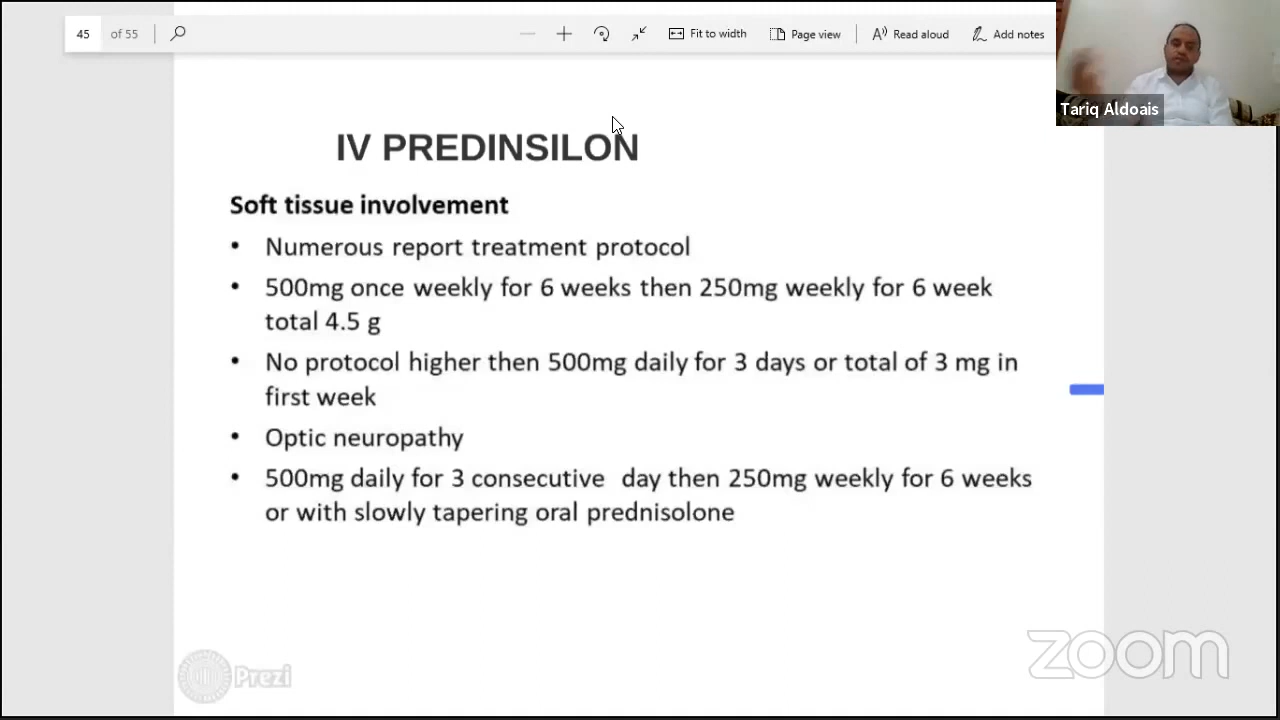 45 of 55 Fit to width Page view Read aloud Add notes
Tariq Aldoais
IV PREDINSILON
Soft tissue involvement
• Numerous report treatment protocol
• 500mg once weekly for 6 weeks then 250mg weekly for 6 week
total 4.5 g
• No protocol higher then 500mg daily for 3 days or total of 3 mg in
first week
• Optic neuropathy
• 500mg daily for 3 consecutive day then 250mg weekly for 6 weeks
or with slowly tapering oral prednisolone
Prezi
zoom